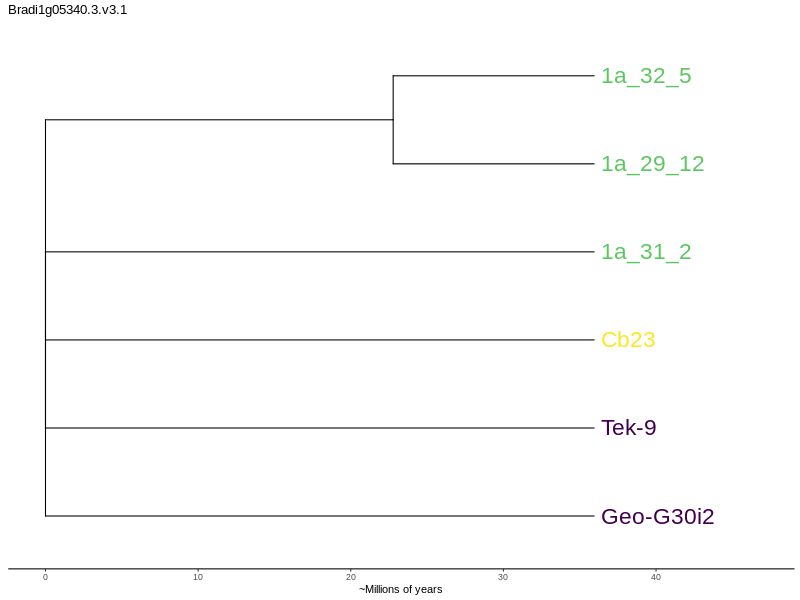 Bradi1g05340.3.v3.1
1a_32_5
1a_29_12
1a_31_2
Cb23
Tek-9
Geo-G30i2
0 10 20 30 40
~Millions of years